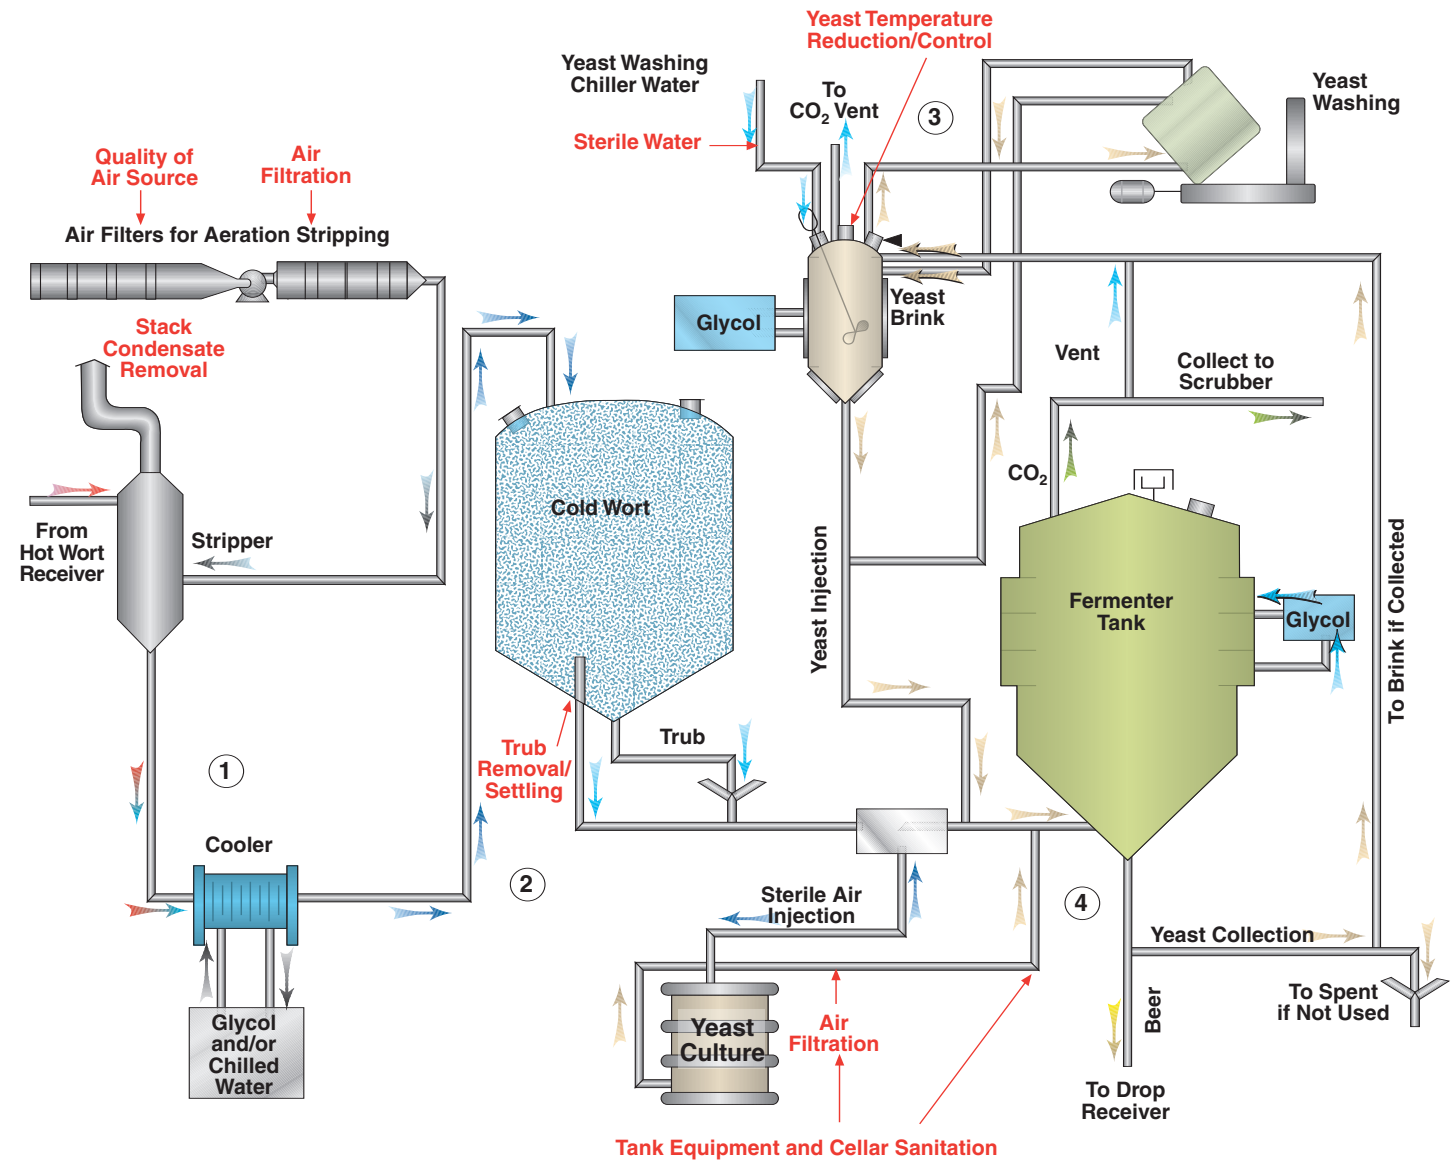 Yeast Temperature
Reduction/Control
Yeast Washing
Chiller Water
To
CO2 Vent
3
Yeast
Washing
Sterile Water
Quality of
Air Source
Air
Filtration
Air Filters for Aeration Stripping
Stack
Condensate
Removal
Glycol
Yeast
Brink
Vent
Collect to
Scrubber
CO2
From
Hot Wort
Receiver
Stripper
Cold Wort
Yeast Injection
Fermenter
Tank
Glycol
To Brink if Collected
Trub
Removal/
Settling
Trub
1
Cooler
2
Sterile Air
Injection
4
Yeast Collection
Glycol
and/or
Chilled
Water
Yeast
Culture
Air
Filtration
Beer
To Spent
if Not Used
To Drop
Receiver
Tank Equipment and Cellar Sanitation